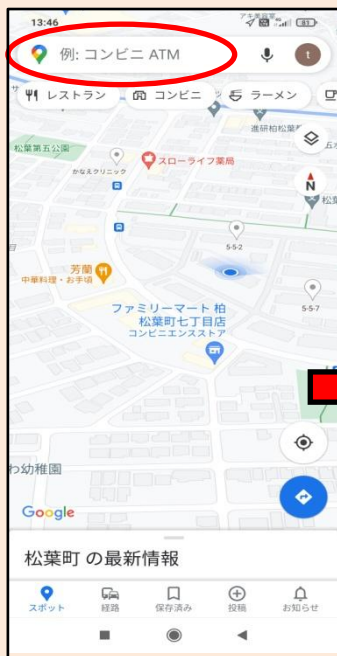 13:46
アキ美容室
81
例: コンビニ ATM
t
レストラン
コンビニ
ラーメン
進研柏松葉
松葉第五公園
かなえクリニック
スローライフ薬局
N
5-5-2
芳蘭
中華料理・お手頃
ファミリーマート 柏
松葉町七丁目店
コンビニエンスストア
5-5-7
わ幼稚園
Google
松葉町 の最新情報
スポット
経路
保存済み
投稿
お知らせ